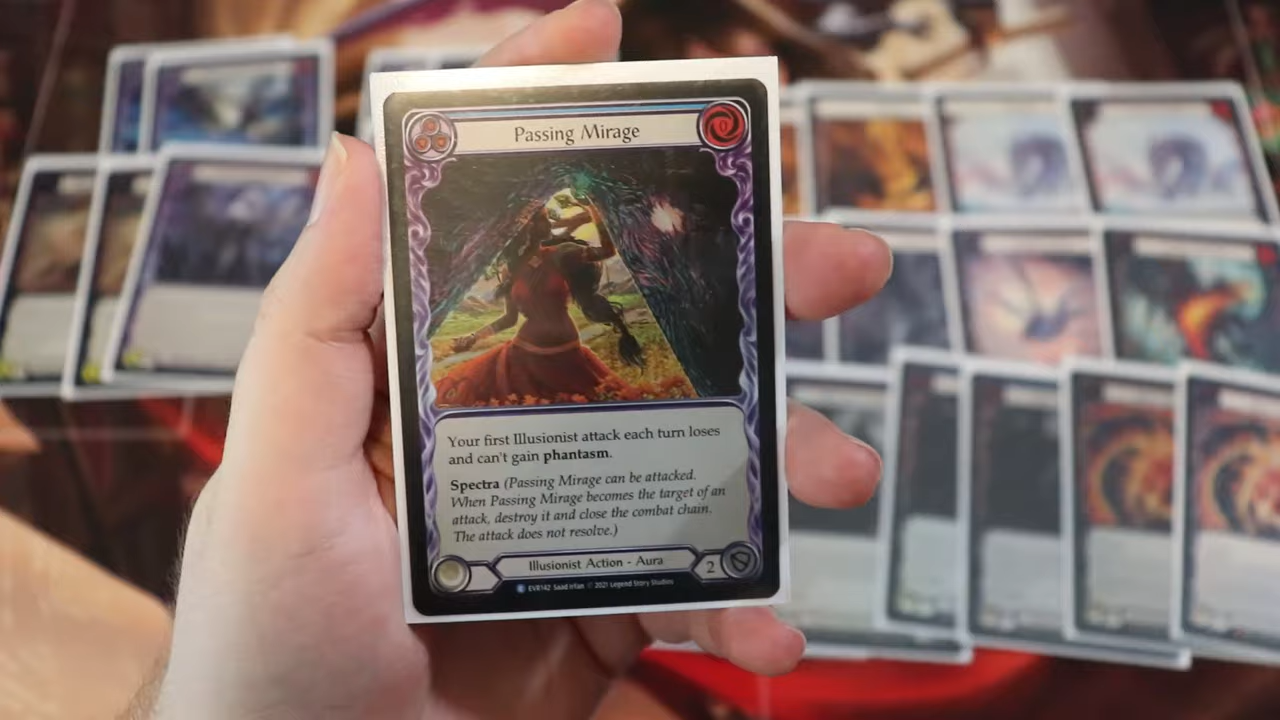 Passing Mirage
0
Your first Illusionist attack each turn loses
and can't gain phantasm.
Spectra (Passing Mirage can be attacked.
When Passing Mirage becomes the target of an
attack, destroy it and close the combat chain.
The attack does not resolve.)
Illusionist Action - Aura
2
EVR142 Saad Irfan © 2021 Legend Story Studios